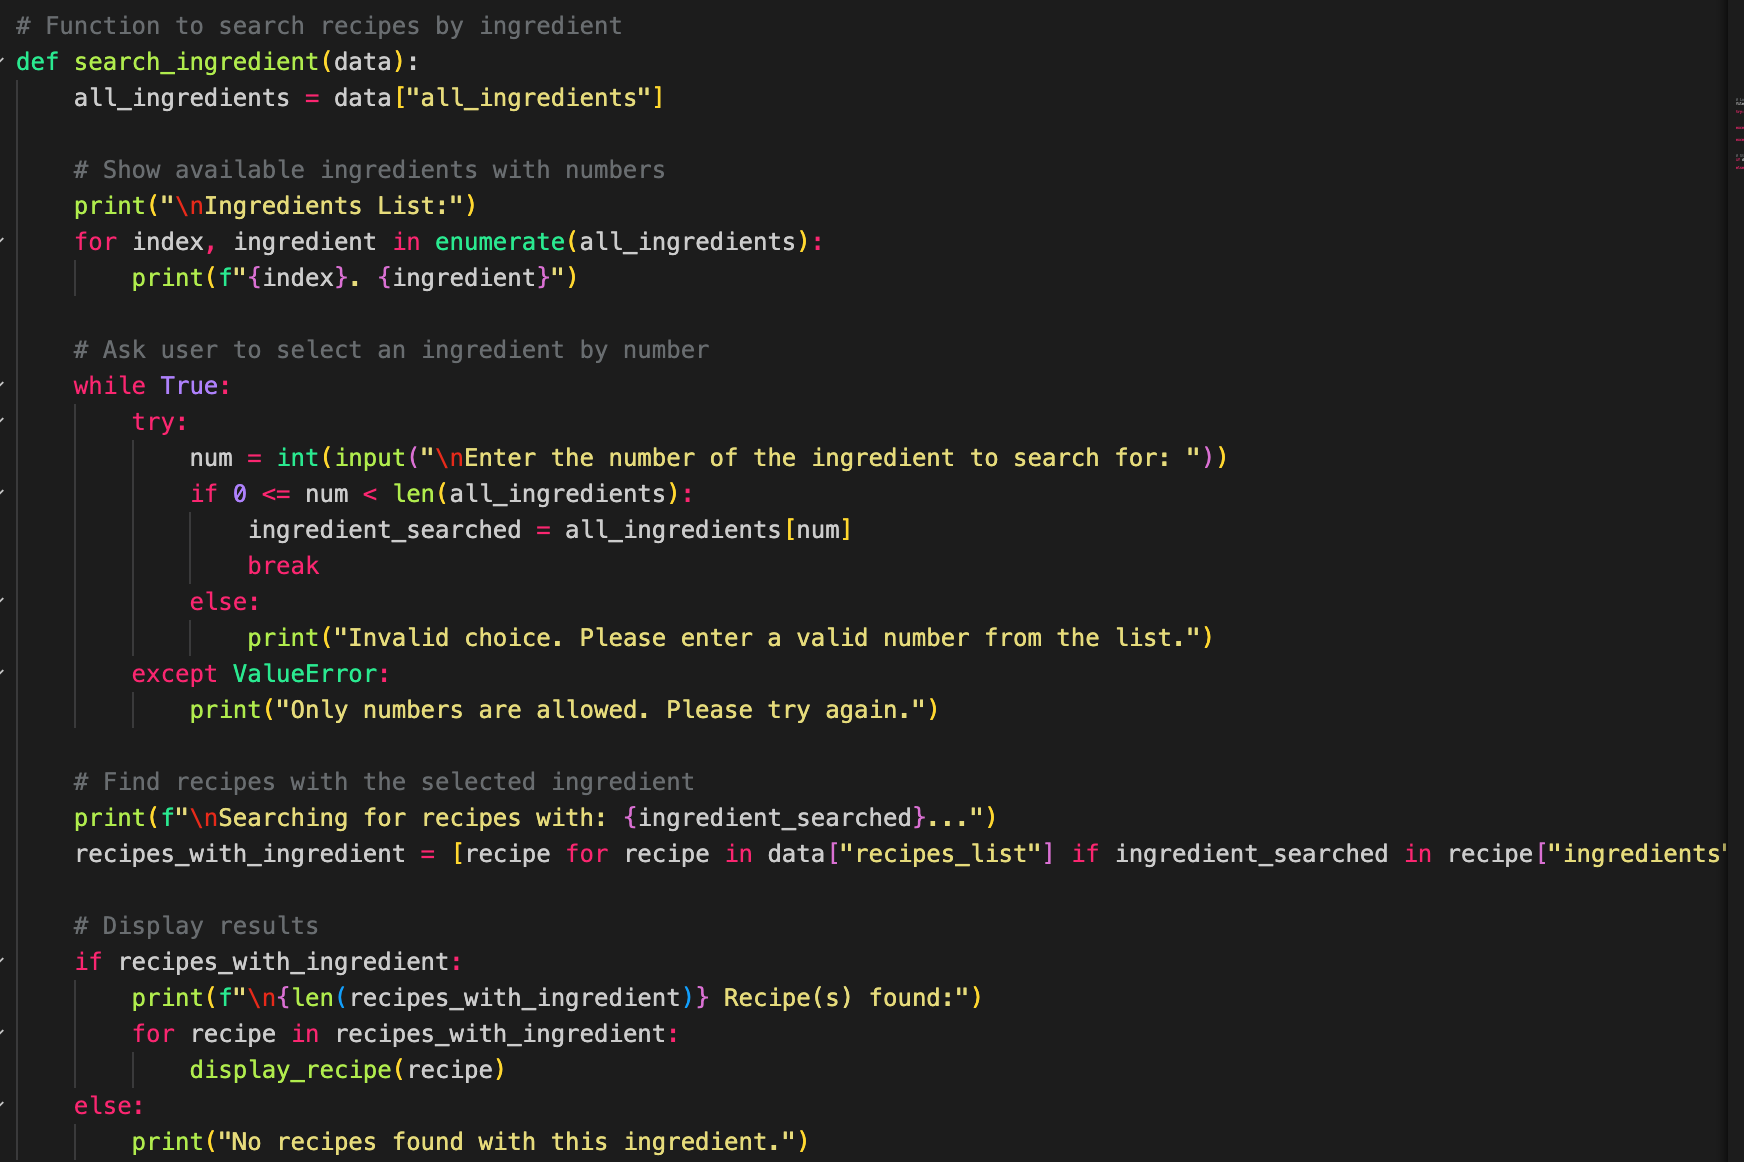 # Function to search recipes by ingredient
def search_ingredient(data):
    all_ingredients = data["all_ingredients"]

    # Show available ingredients with numbers
    print("\nIngredients List:")
    for index, ingredient in enumerate(all_ingredients):
        print(f"{index}. {ingredient}")

    # Ask user to select an ingredient by number
    while True:
        try:
            num = int(input("\nEnter the number of the ingredient to search for: "))
            if 0 <= num < len(all_ingredients):
                ingredient_searched = all_ingredients[num]
                break
            else:
                print("Invalid choice. Please enter a valid number from the list.")
        except ValueError:
            print("Only numbers are allowed. Please try again.")

    # Find recipes with the selected ingredient
    print(f"\nSearching for recipes with: {ingredient_searched}...")
    recipes_with_ingredient = [recipe for recipe in data["recipes_list"] if ingredient_searched in recipe["ingredients"

    # Display results
    if recipes_with_ingredient:
        print(f"\n{len(recipes_with_ingredient)} Recipe(s) found:")
        for recipe in recipes_with_ingredient:
            display_recipe(recipe)
    else:
        print("No recipes found with this ingredient.")